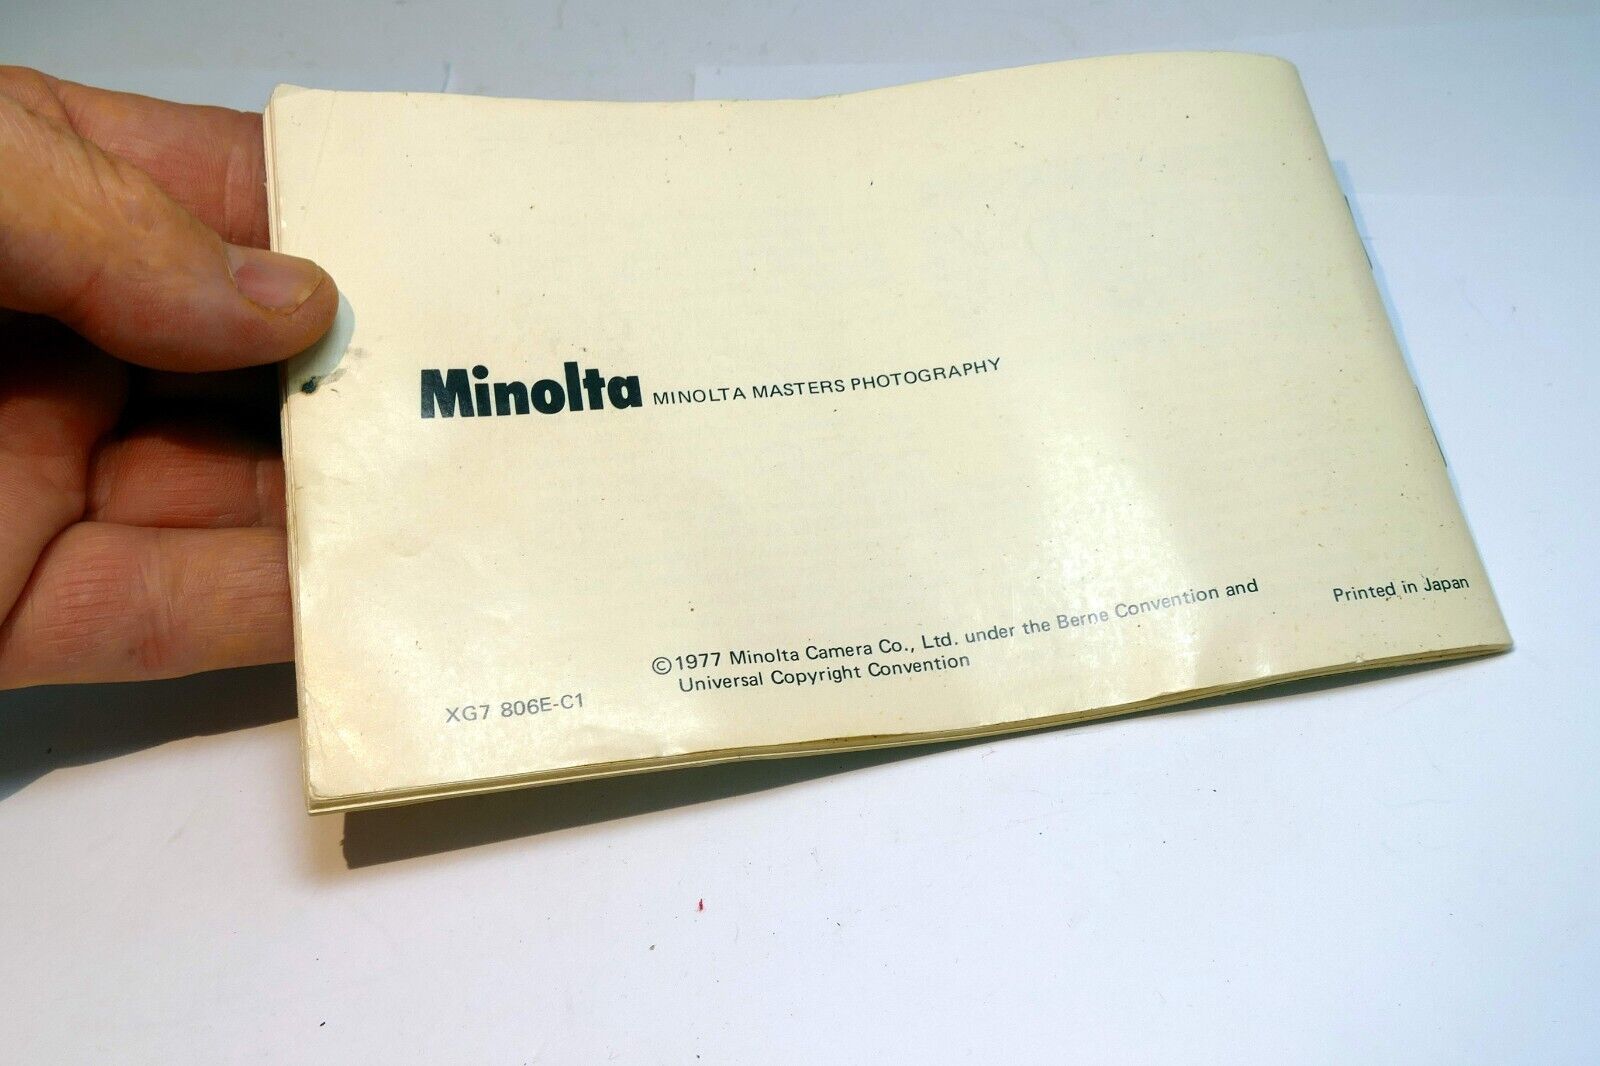 Minolta MINOLTA MASTERS PHOTOGRAPHY
©1977 Minolta Camera Co., Ltd. under the Berne Convention and
Universal Copyright Convention
Printed in Japan
XG7 806E-C1